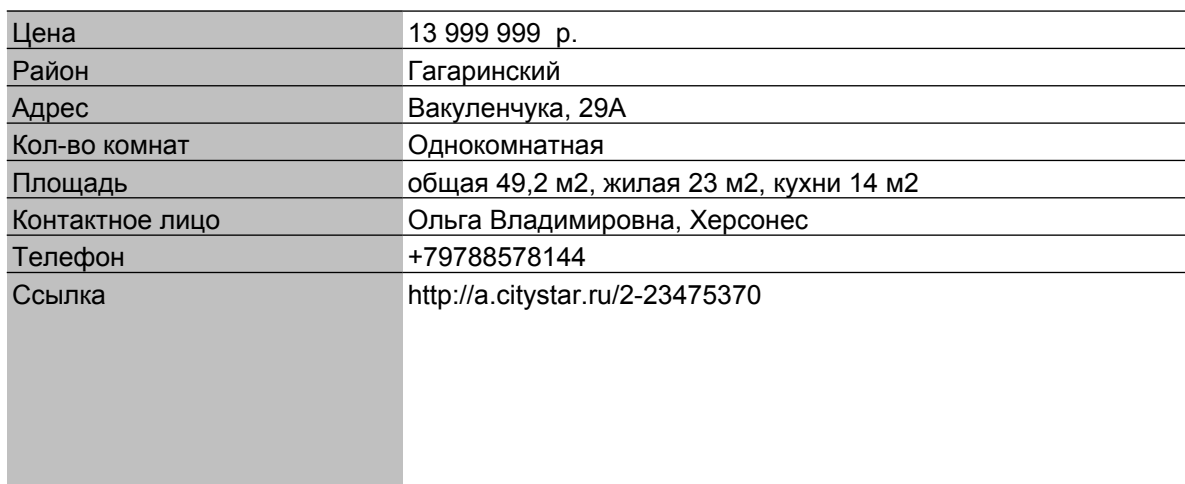 Цена 13 999 999 р.
Район Гагаринский
Адрес Вакуленчука, 29А
Кол-во комнат Однокомнатная
Площадь общая 49,2 м2, жилая 23 м2, кухни 14 м2
Контактное лицо Ольга Владимировна, Херсонес
Телефон +79788578144
Ссылка http://a.citystar.ru/2-23475370